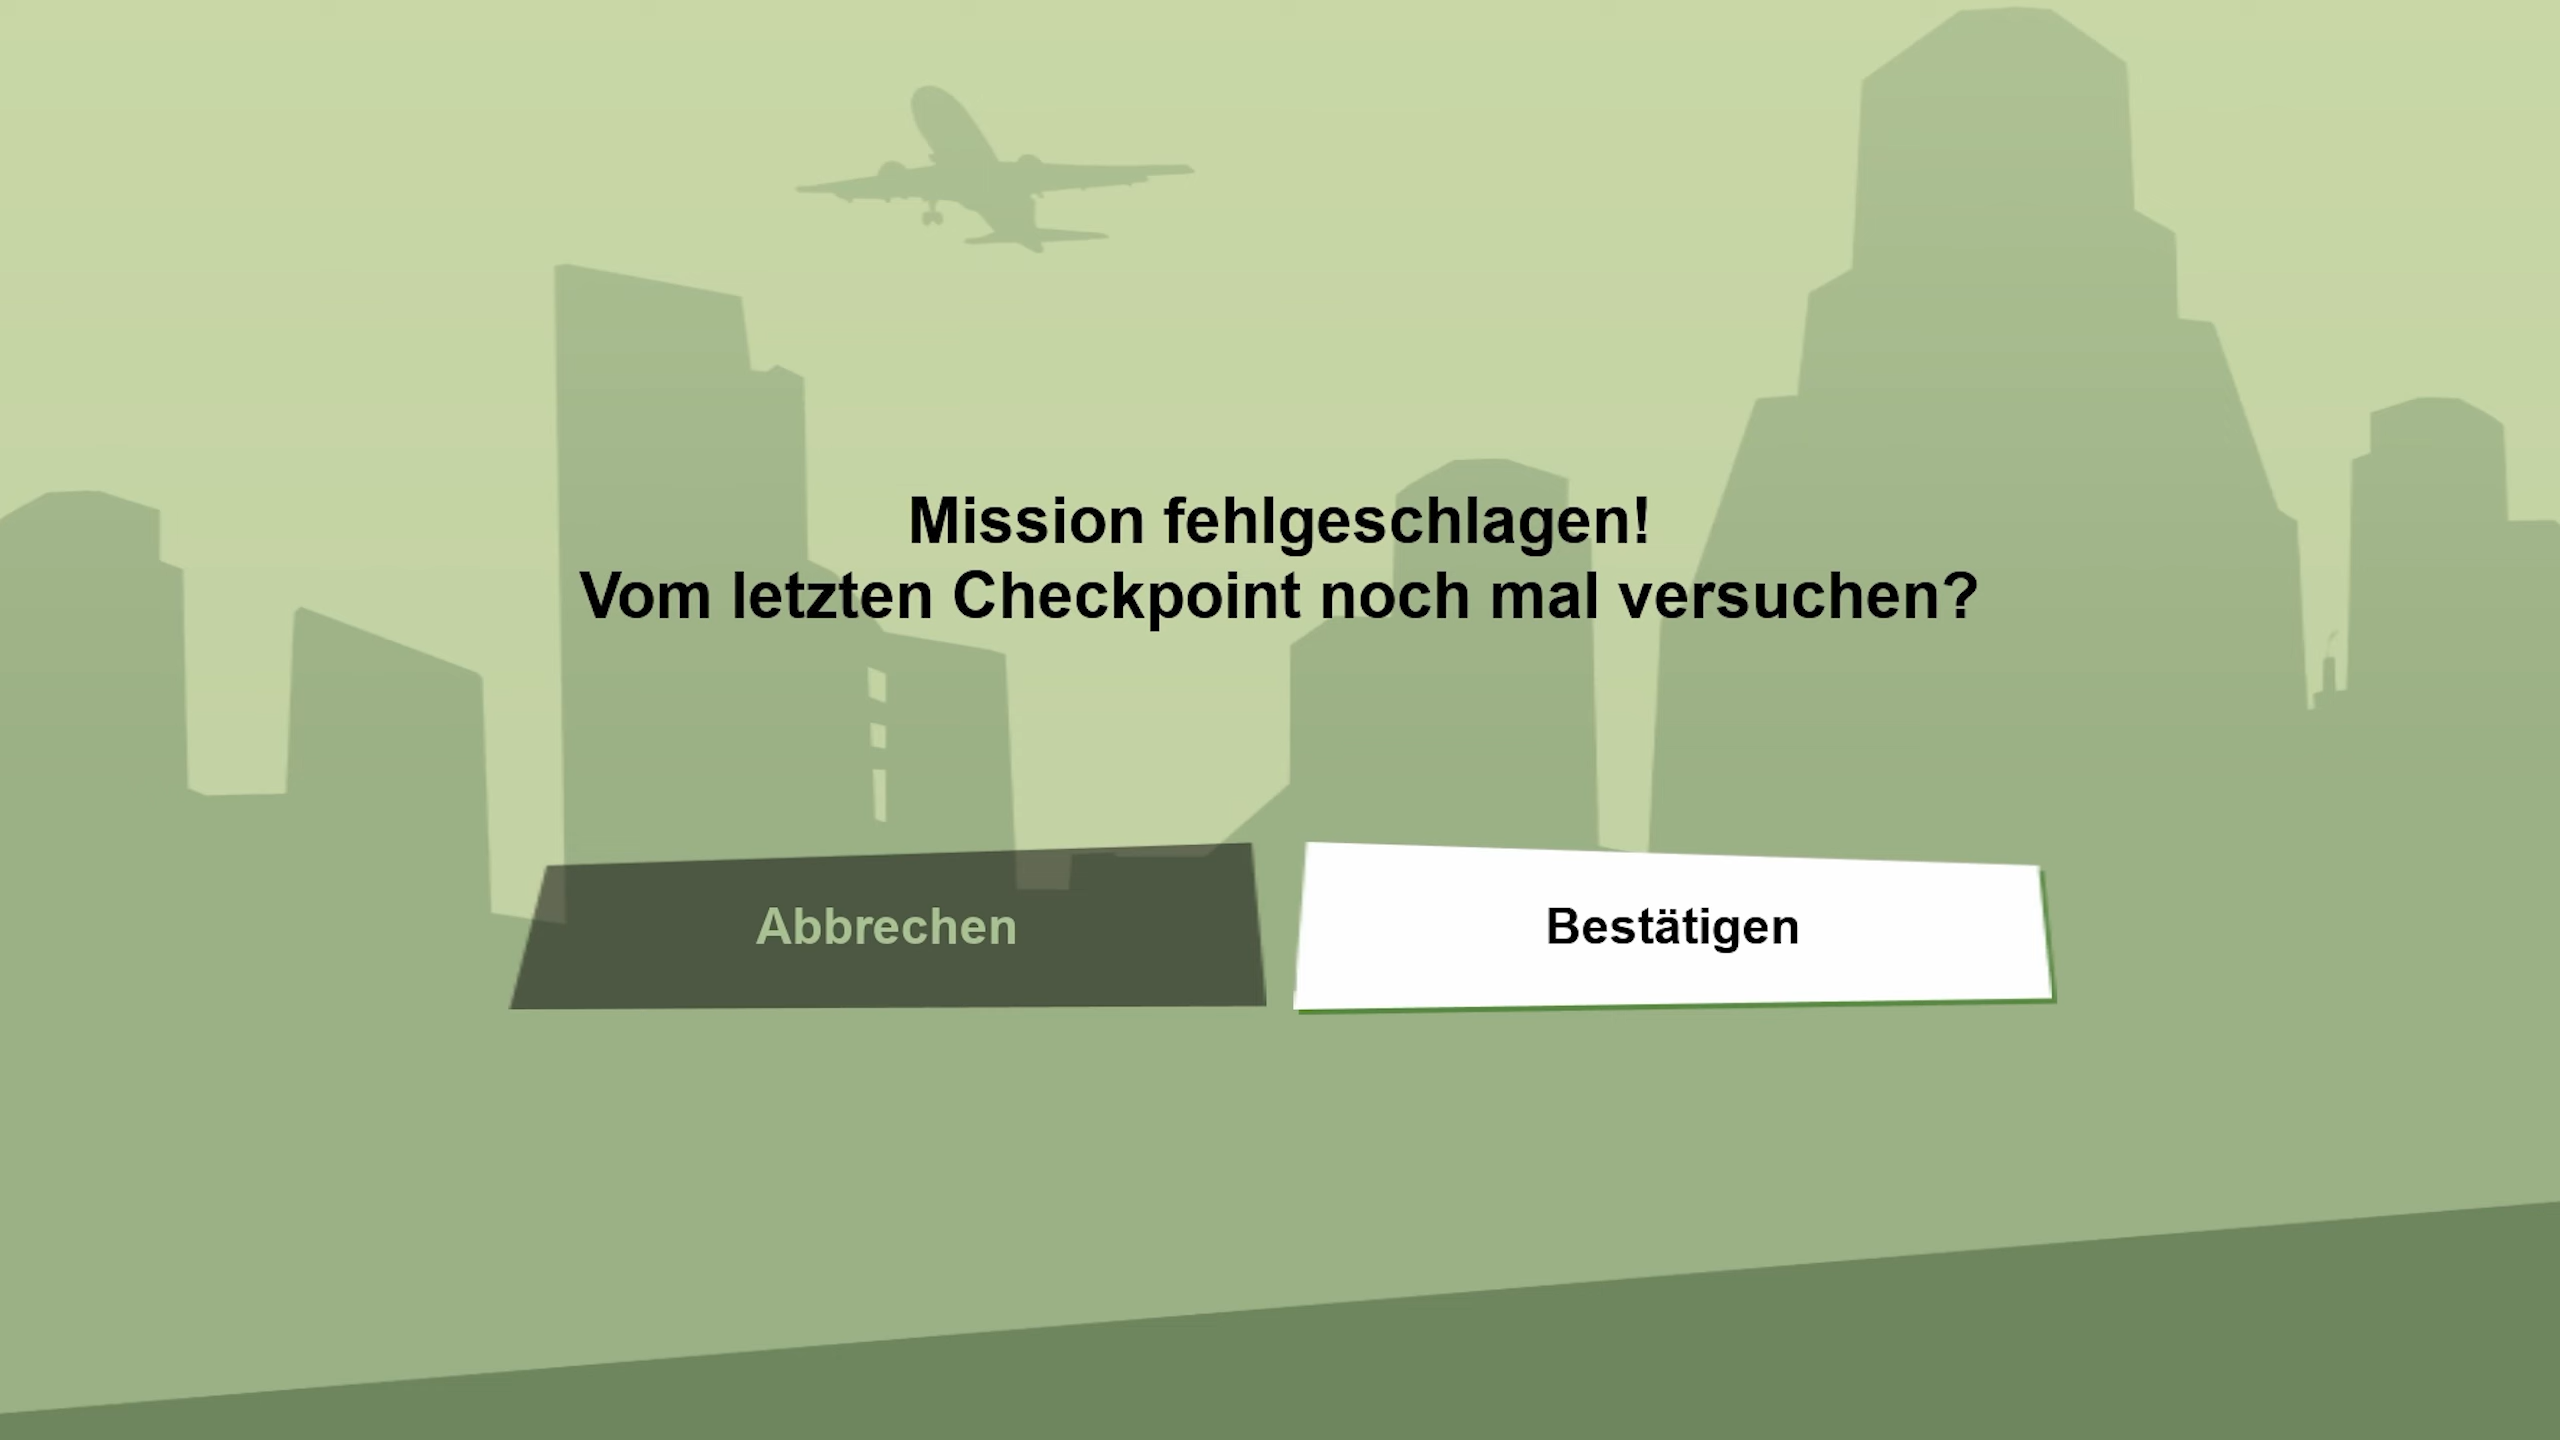 Mission fehlgeschlagen!
Vom letzten Checkpoint noch mal versuchen?
Abbrechen
Bestätigen